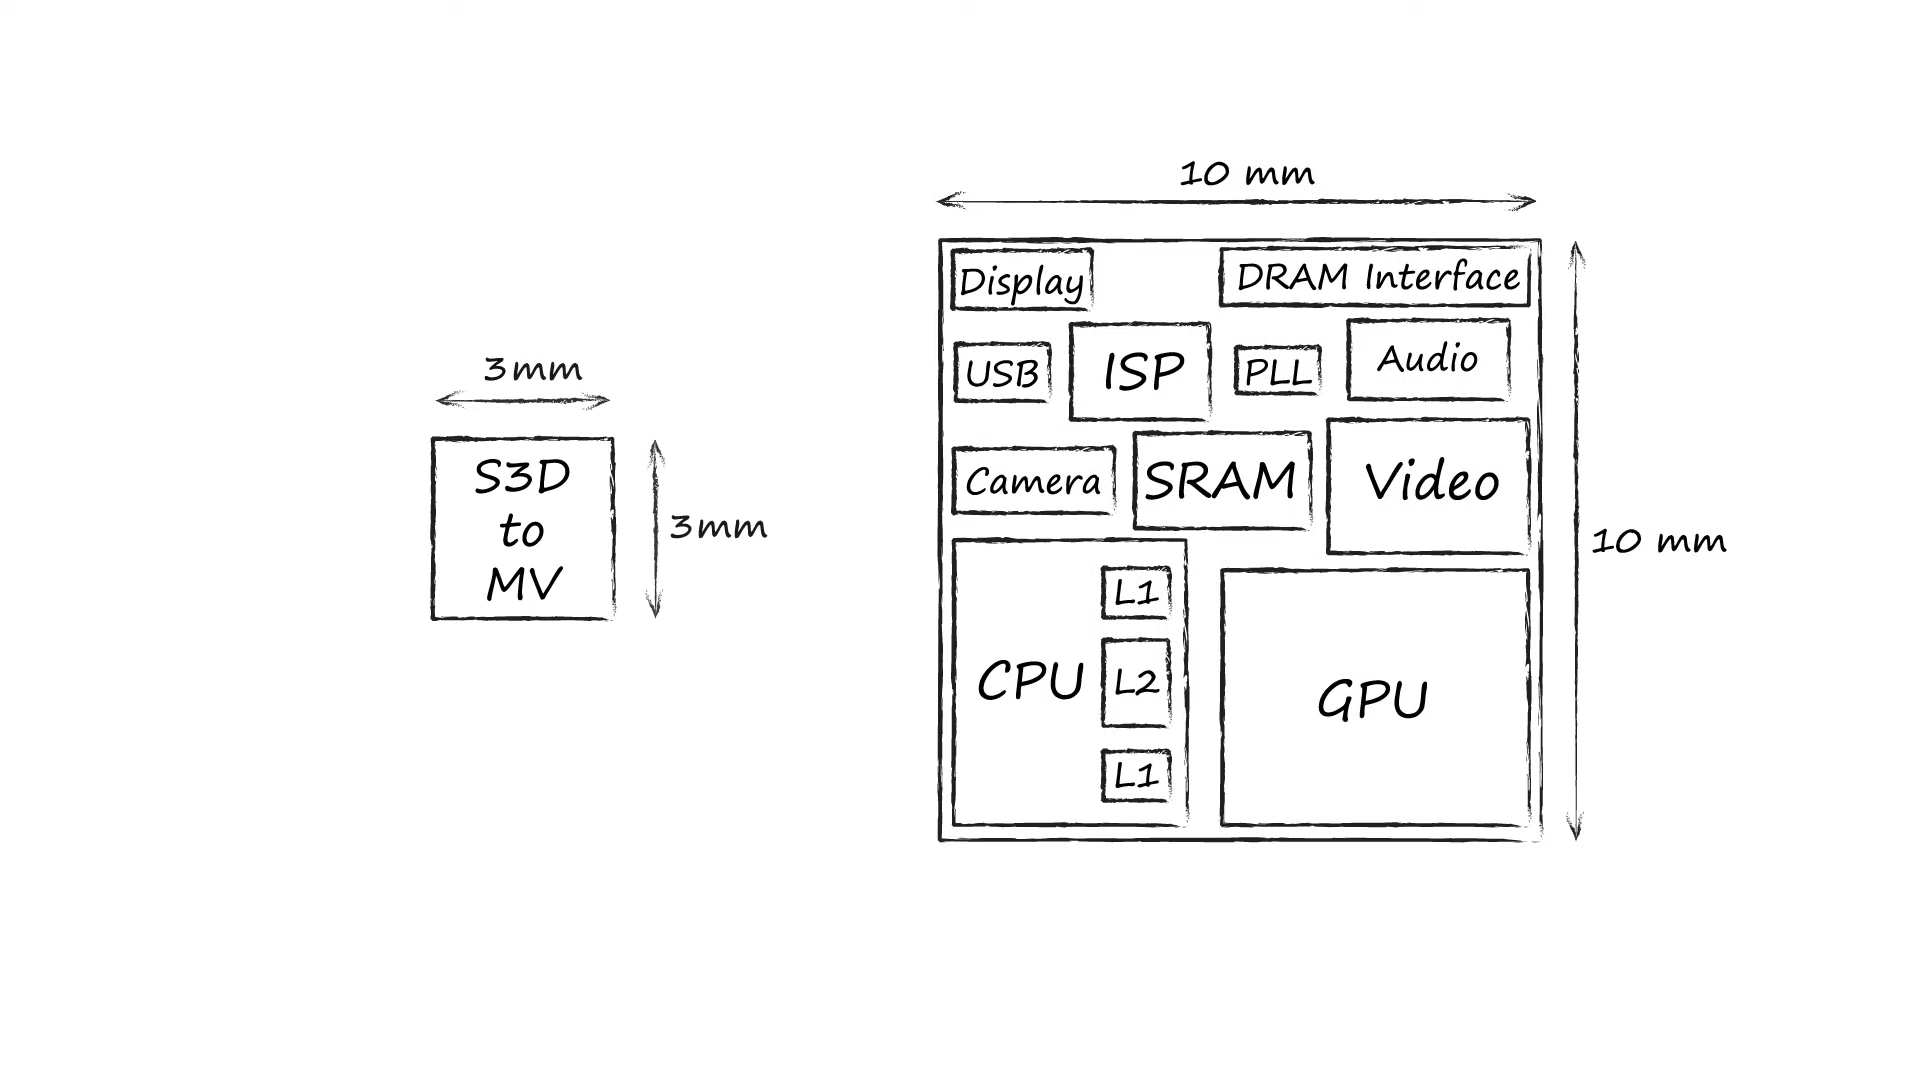 3mm
S3D
to
MV
3mm
10 mm
Display
DRAM Interface
USB
ISP
PLL
Audio
Camera
SRAM
Video
CPU
L1
L2
L1
GPU
10 mm